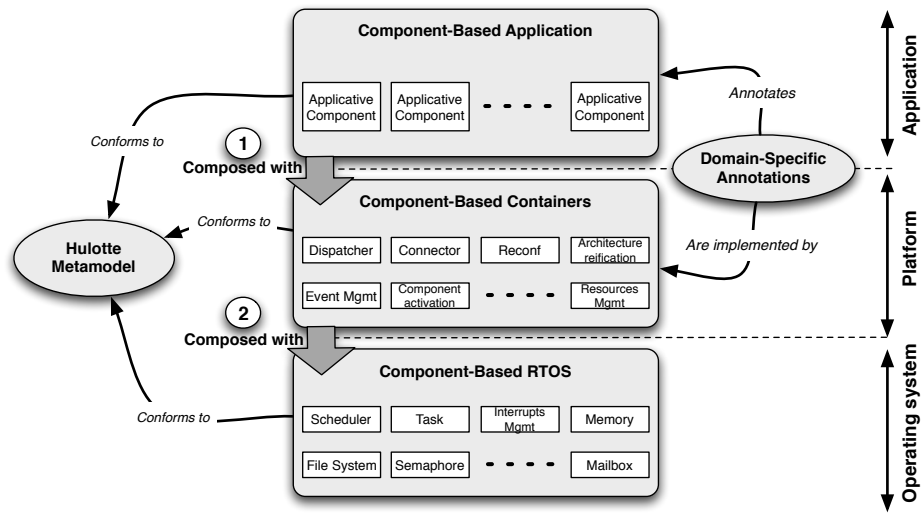 Component-Based Application
Applicative
Component
Applicative
Component
Applicative
Component
Annotates
Application
Conforms to
1
Composed with
Domain-Specific
Annotations
Component-Based Containers
Conforms to
Dispatcher
Connector
Reconf
Architecture
reification
Are implemented by
Platform
Hulotte
Metamodel
Event Mgmt
Component
activation
Resources
Mgmt
2
Composed with
Component-Based RTOS
Conforms to
Scheduler
Task
Interrupts
Mgmt
Memory
File System
Semaphore
Mailbox
Operating system